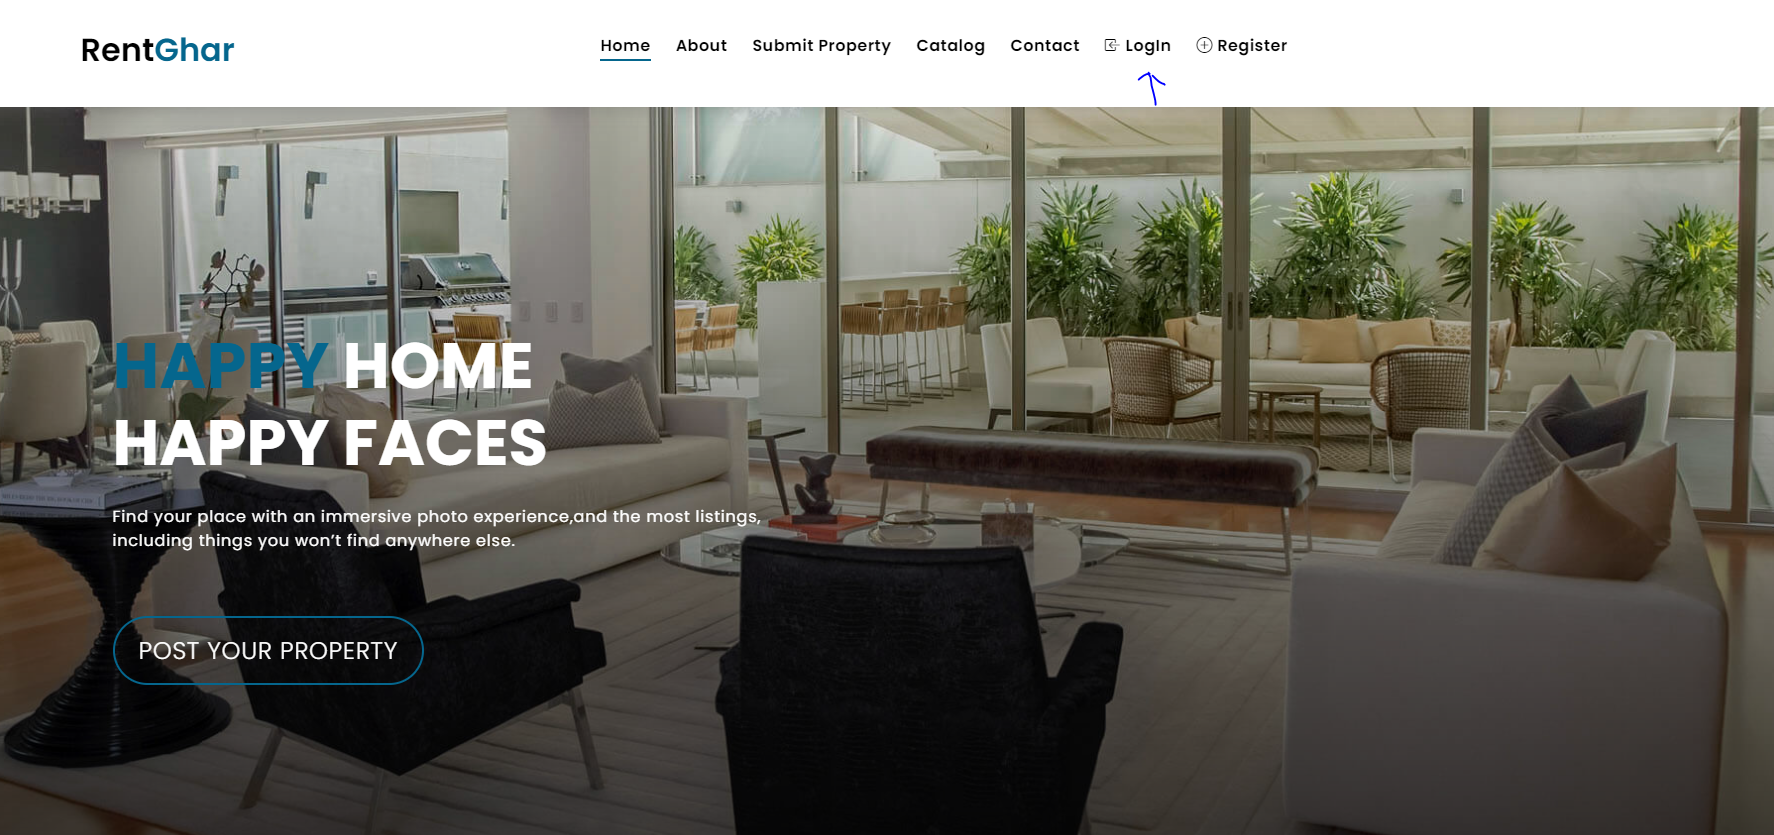 RentGhar
Home About Submit Property Catalog Contact LogIn Register
HAPPY HOME
HAPPY FACES
Find your place with an immersive photo experience,and the most listings,
including things you won’t find anywhere else.
POST YOUR PROPERTY